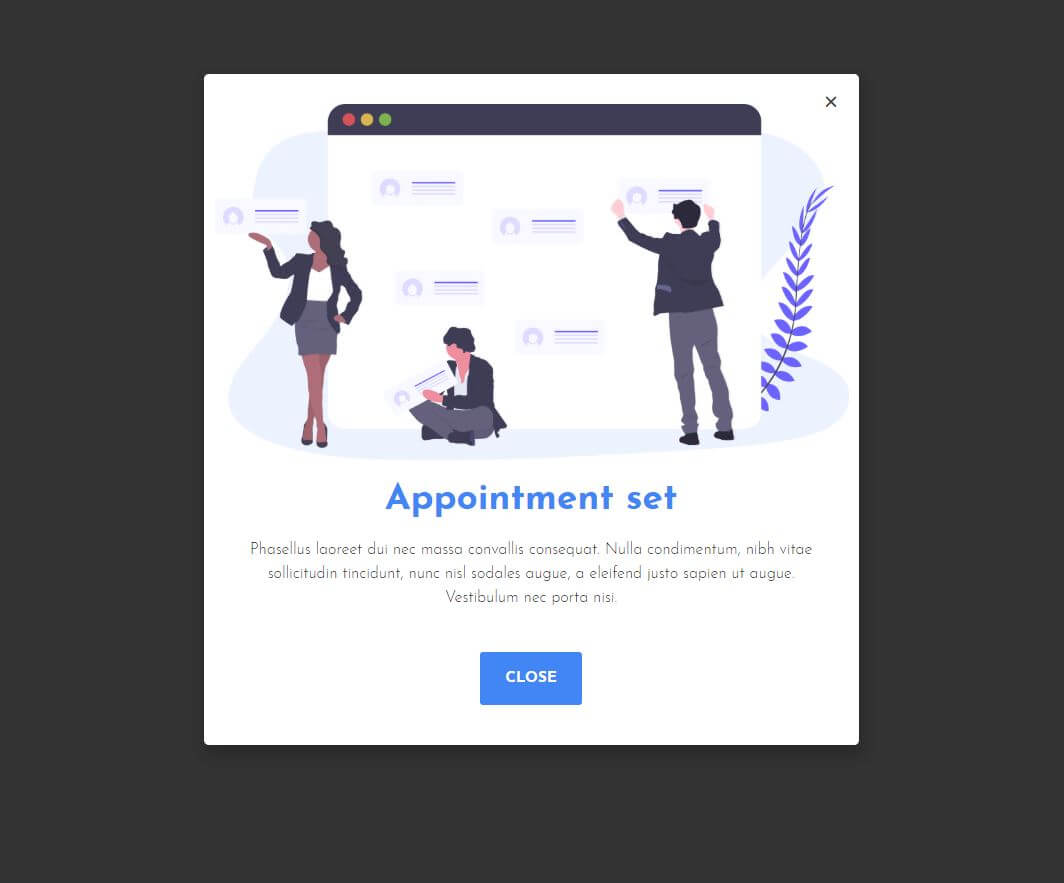 Appointment set
Phasellus laoreet dui nec massa convallis consequat. Nulla condimentum, nibh vitae
sollicitudin tincidunt, nunc nisl sodales augue, a eleifend justo sapien ut augue.
Vestibulum nec porta nisi.
CLOSE